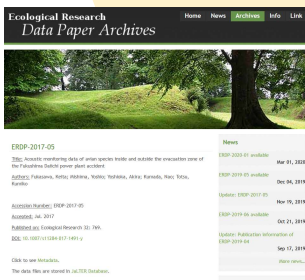 Ecological Research
Data Paper Archives
Home News Archives Info Link
ERDP-2017-05
Title: Acoustic monitoring data of avian species inside and outside the evacuation zone of
the Fukushima Daiichi power plant accident
Authors: Fukasawa, Keita; Mishima, Yoshio; Yoshioka, Akira; Kumada, Nao; Totsu,
Kumiko
Accession Number: ERDP-2017-05
Accepted: Jul. 2017
Published on: Ecological Research 32: 769.
DOI: 10.1007/s11284-017-1491-y
Click to see Metadata.
The data files are stored in JaLTER Database.
News
ERDP-2020-01 available
Mar 01, 2020
ERDP-2019-05 available
Dec 04, 2019
Update: ERDP-2017-05
Nov 19, 2019
ERDP-2019-06 available
Oct 21, 2019
Update: Publication information of
ERDP-2019-04
Sep 17, 2019
more news...